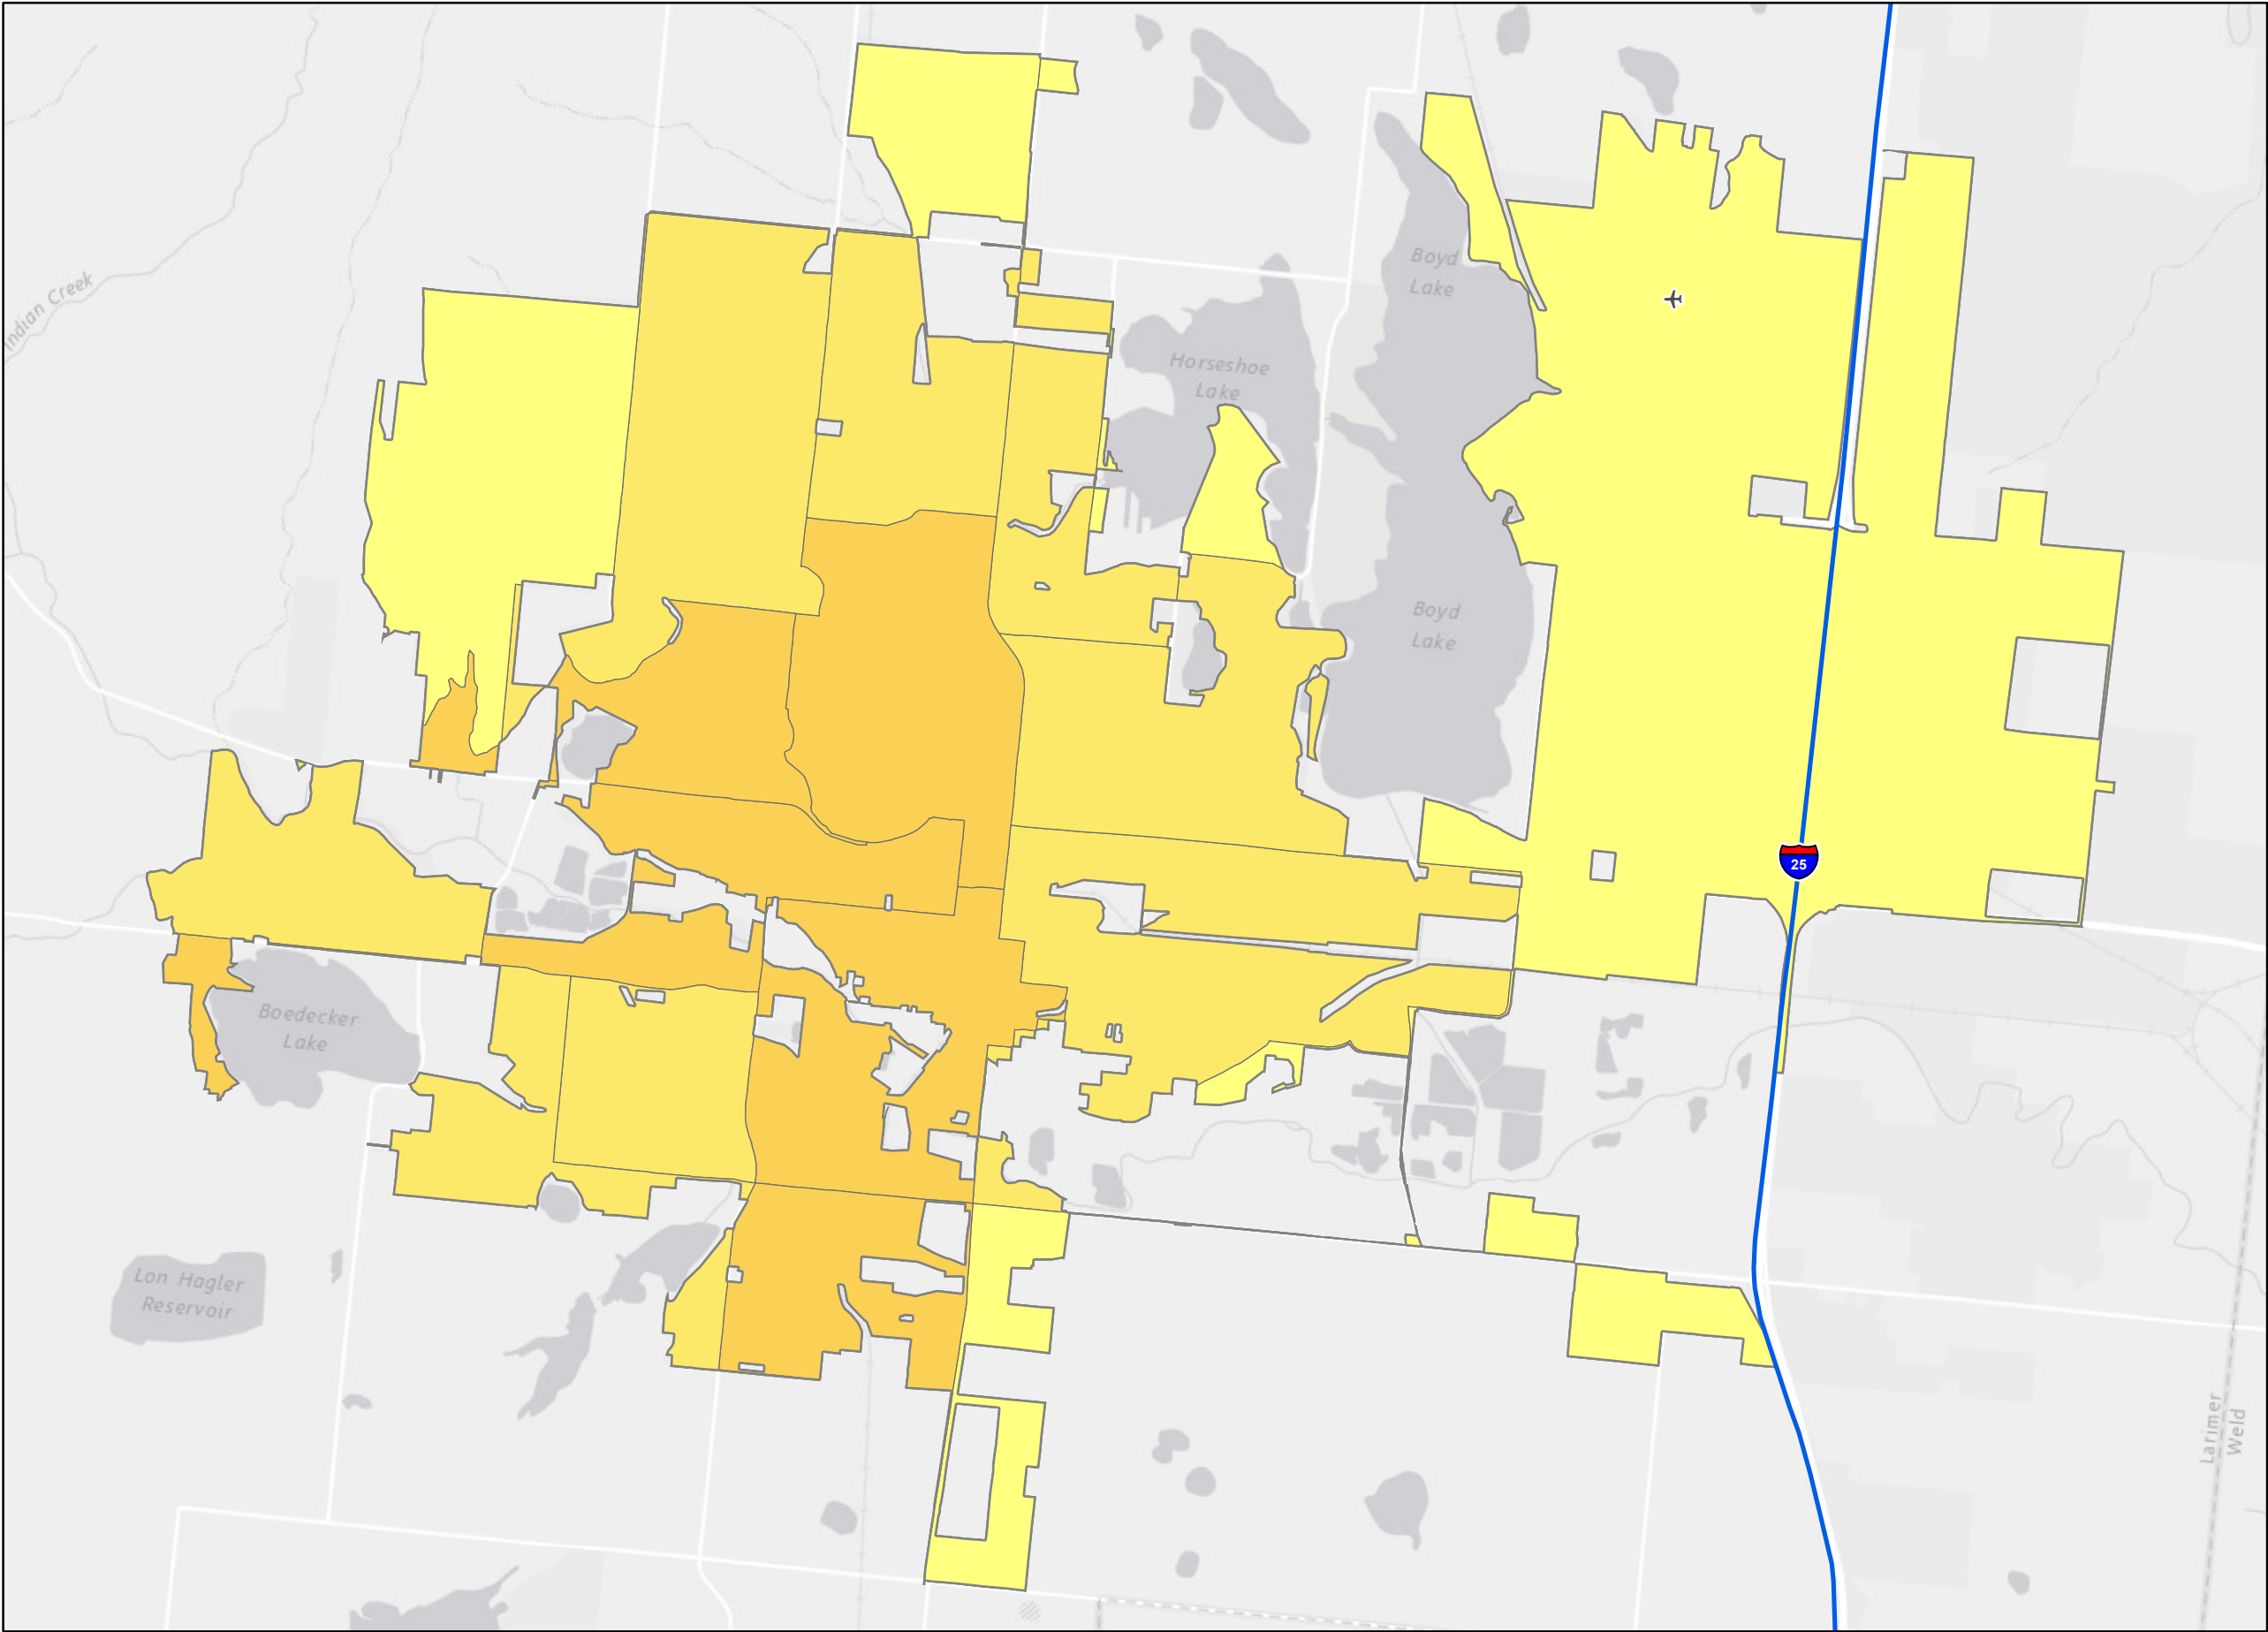 Boyd
Lake
Indian Creek
Horseshoe
Lake
Boyd
Lake
25
Boedecker
Lake
Lon Hagler
Reservoir
Larimer
Weld